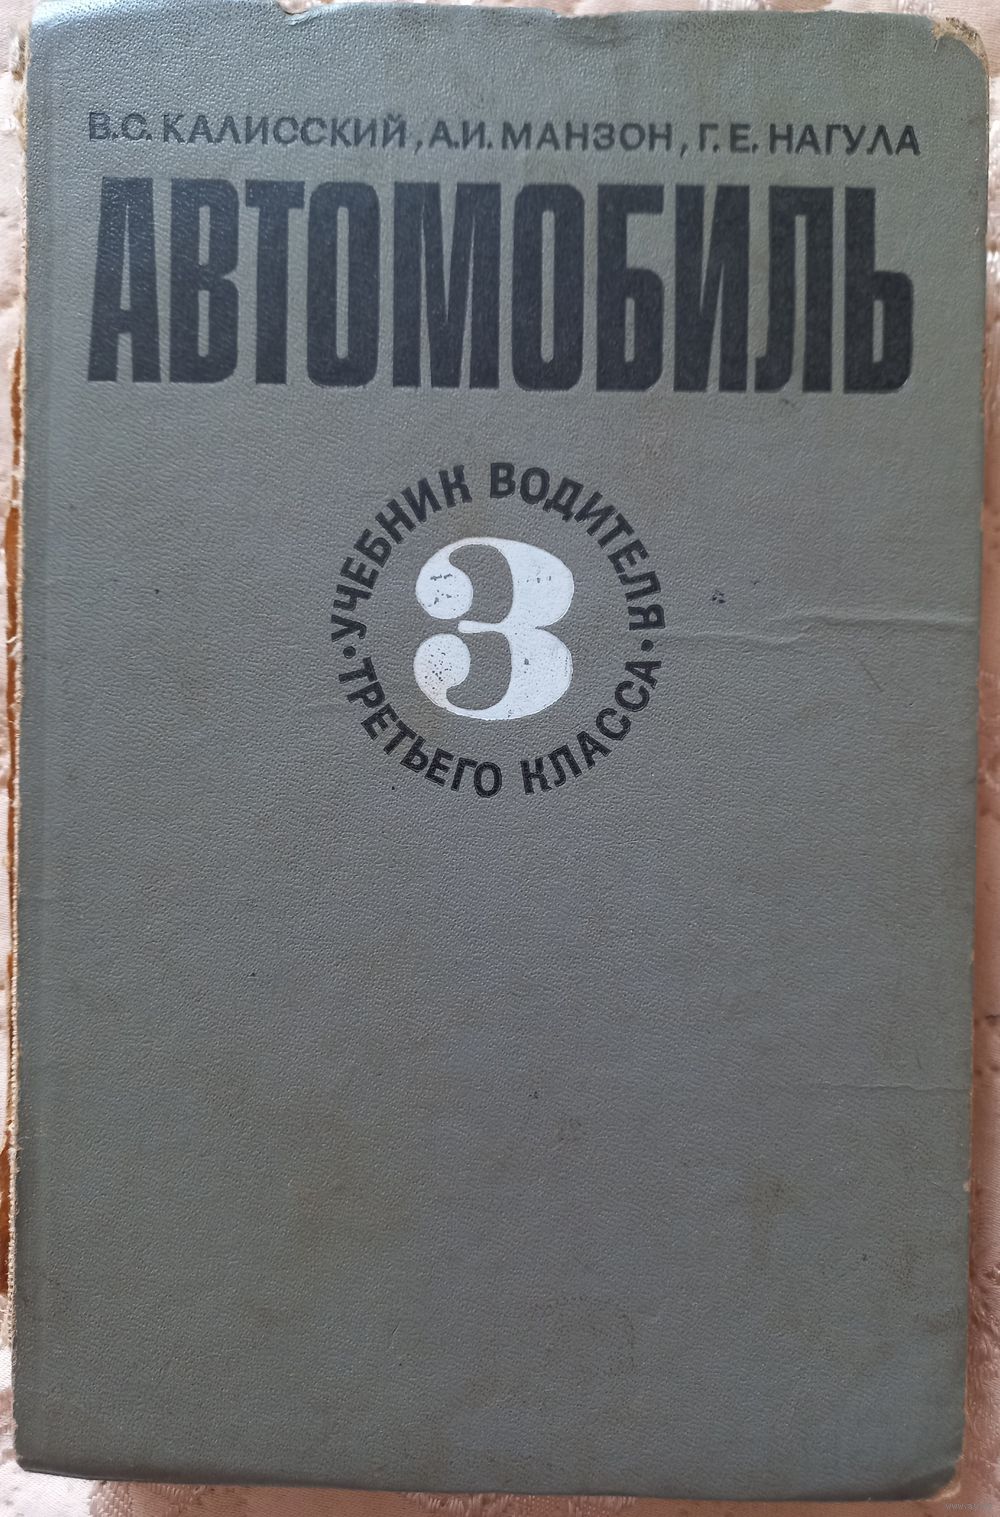 В.С. КАЛИССКИЙ, А.И. МАНЗОН, Г.Е. НАГУЛА
АВТОМОБИЛЬ
УЧЕБНИК ВОДИТЕЛЯ
3
ТРЕТЬЕГО КЛАССА